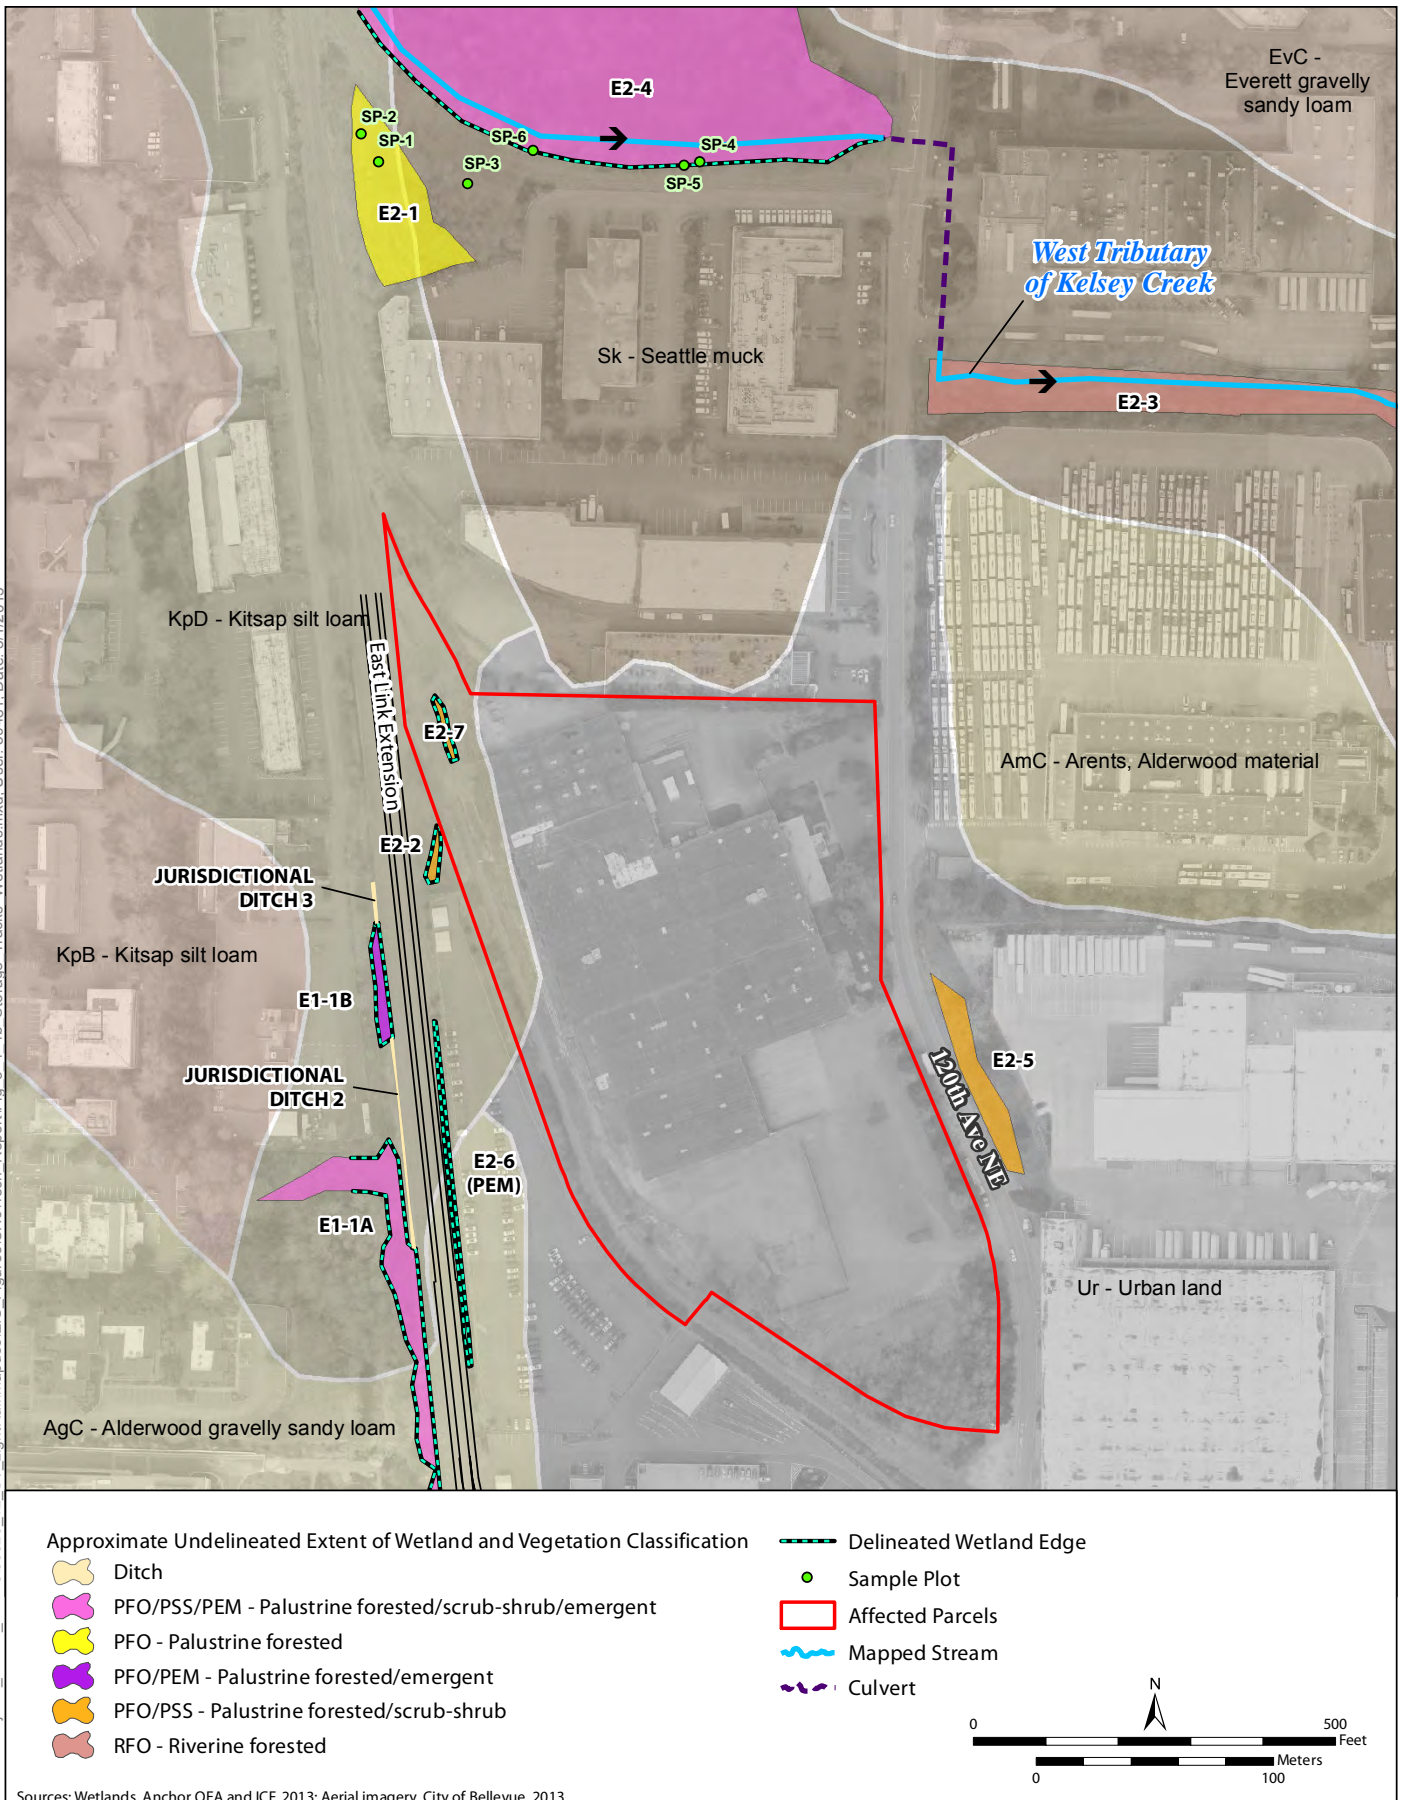 EvC -
Everett gravelly
sandy loam
E2-4
SP-2
SP-1
SP-6
SP-4
SP-3
SP-5
E2-1
West Tributary
of Kelsey Creek
Sk - Seattle muck
E2-3
KpD - Kitsap silt loam
East Link Extension
E2-7
AmC - Arents, Alderwood material
E2-2
JURISDICTIONAL
DITCH 3
KpB - Kitsap silt loam
E1-1B
E2-5
JURISDICTIONAL
DITCH 2
120th Ave NE
E2-6
(PEM)
E1-1A
Ur - Urban land
AgC - Alderwood gravelly sandy loam
Approximate Undelineated Extent of Wetland and Vegetation Classification
Ditch
PFO/PSS/PEM - Palustrine forested/scrub-shrub/emergent
PFO - Palustrine forested
PFO/PEM - Palustrine forested/emergent
PFO/PSS - Palustrine forested/scrub-shrub
RFO - Riverine forested
Delineated Wetland Edge
Sample Plot
Affected Parcels
Mapped Stream
Culvert
N
0 500
Feet
Meters
0 100
Sources: Wetlands, Anchor QEA and ICF, 2013; Aerial imagery, City of Bellevue, 2013